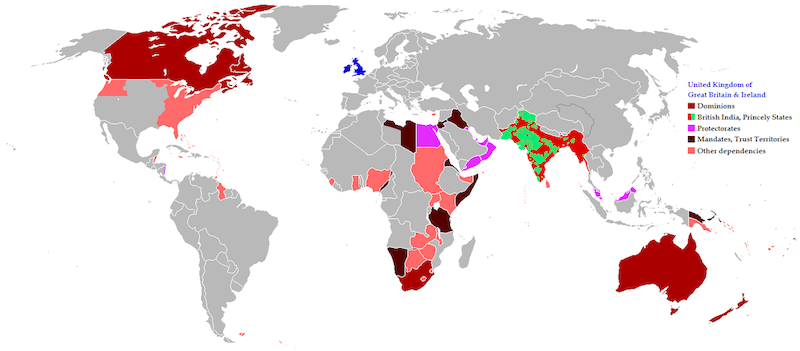 United Kingdom of
Great Britain & Ireland
Dominions
British India, Princely States
Protectorates
Mandates, Trust Territories
Other dependencies